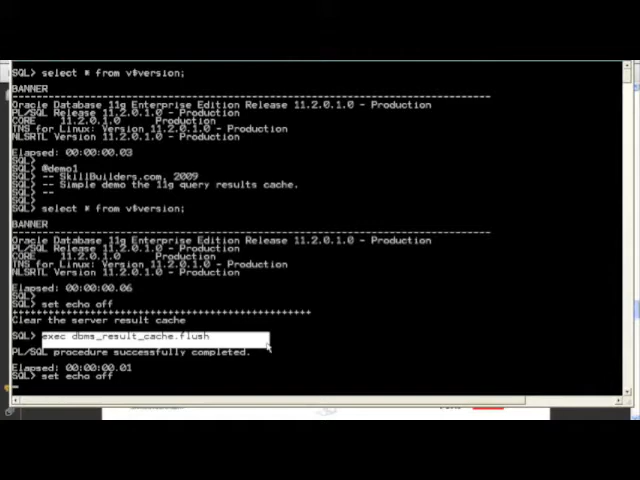 SQL> select * from v$version;
BANNER
--------------------------------------------------------------------------------
Oracle Database 11g Enterprise Edition Release 11.2.0.1.0 - Production
PL/SQL Release 11.2.0.1.0 - Production
CORE 11.2.0.1.0 Production
TNS for Linux: Version 11.2.0.1.0 - Production
NLSRTL Version 11.2.0.1.0 - Production
Elapsed: 00:00:00.03
SQL>
SQL> @demo1
SQL> -- SkillBuilders.com, 2009
SQL> -- Simple demo the 11g query results cache.
SQL> --
SQL>
SQL> select * from v$version;
BANNER
--------------------------------------------------------------------------------
Oracle Database 11g Enterprise Edition Release 11.2.0.1.0 - Production
PL/SQL Release 11.2.0.1.0 - Production
CORE 11.2.0.1.0 Production
TNS for Linux: Version 11.2.0.1.0 - Production
NLSRTL Version 11.2.0.1.0 - Production
Elapsed: 00:00:00.06
SQL>
SQL> set echo off
++++++++++++++++++++++++++++++++++++++++++++++++++
Clear the server result cache
SQL> exec dbms_result_cache.flush
PL/SQL procedure successfully completed.
Elapsed: 00:00:00.01
SQL> set echo off